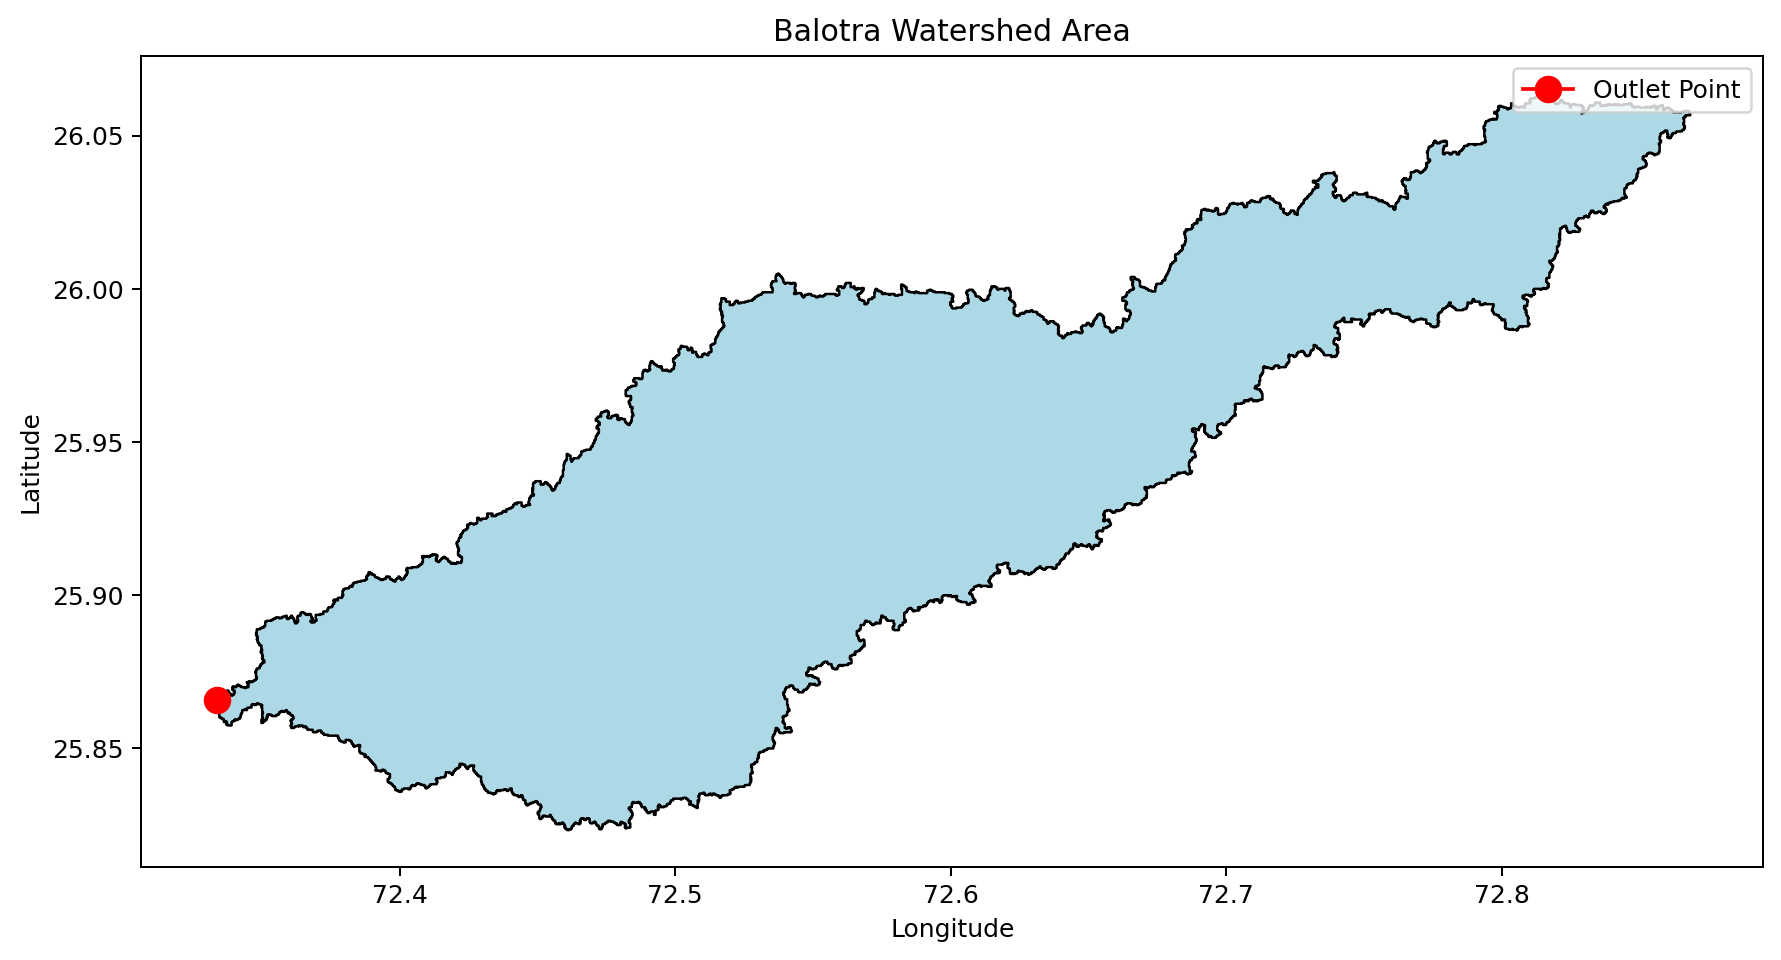 Balotra Watershed Area
Outlet Point
26.05
26.00
25.95
25.90
25.85
Latitude
72.4 72.5 72.6 72.7 72.8
Longitude